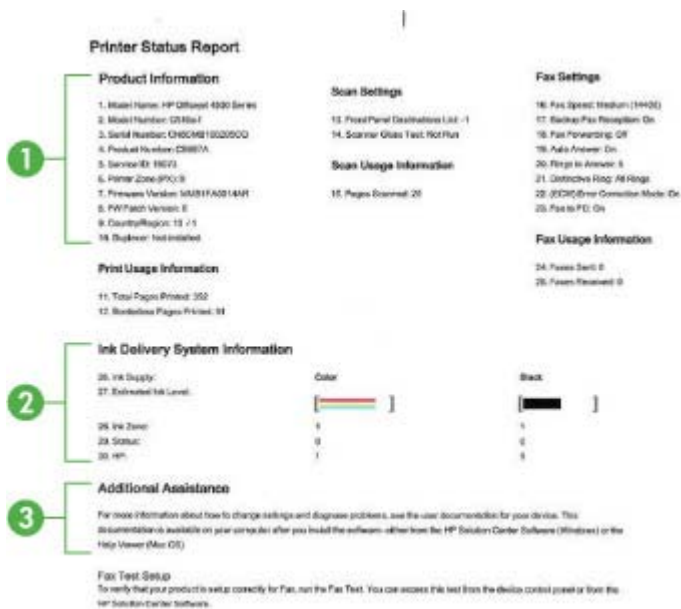 Printer Status Report
1
Product Information
1. Model Name: HP Officejet 4500 Series
2. Model Number:
3. Serial Number:
4. Product Number:
5. Service ID:
6. Printer Zone (PX): 0
7. Firmware Version:
8. FW Patch Version: 0
9. Country/Region: 13 / 1
10. Duplexer: Not installed
Print Usage Information
11. Total Pages Printed: 352
12. Borderless Pages Printed:
Scan Settings
13. Front Panel Destinations List: -1
14. Scanner Glass Test: Not Run
Scan Usage Information
15. Pages Scanned: 20
Fax Settings
16. Fax Speed: Medium (14400)
17. Backup Fax Reception: On
18. Fax Forwarding: Off
19. Auto Answer: On
20. Rings to Answer: 5
21. Distinctive Ring: All Rings
22. (ECM)Error Correction Mode: On
23. Fax to PC: On
Fax Usage Information
24. Faxes Sent: 0
25. Faxes Received: 0
2
Ink Delivery System Information
26. Ink Supply: Color Black
27. Estimated Ink Level:
28. Ink Zone: 1 1
29. Status: 0 0
30. HP:
3
Additional Assistance
For more information about how to change settings and diagnose problems, see the user documentation for your device. This
documentation is available on your computer after you install the software- either from the HP Solution Center Software (Windows) or the
Help Viewer (Mac OS)
Fax Test Setup
To verify that your product is setup correctly for Fax, run the Fax Test. You can access this test from the device control panel or from the
HP Solution Center Software.